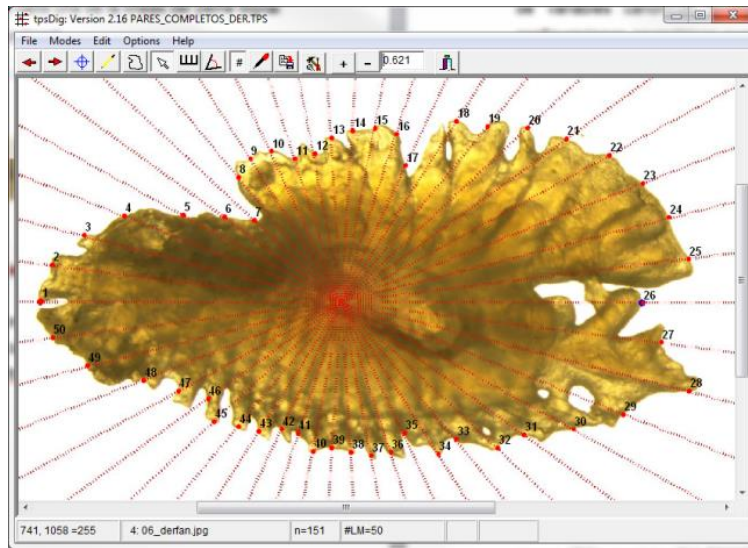 tpsDig: Version 2.16 PARES_COMPLETOS_DER.TPS
File Modes Edit Options Help
# + - 0.621
18 19 20
13 14 15 16 21
9 10 11 12 22
8 17 23
4 5 6 7 24
3
2 25
1 26
50 27
49 28
48 47 46 29
45 44 43 42 41 35 33 31 30
40 39 38 37 36 34 32
741, 1058 =255 4: 06_derfan.jpg n=151 #LM=50